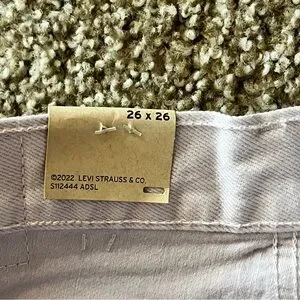 26 x 26
©2022 LEVI STRAUSS & CO.
S112444 ADSL